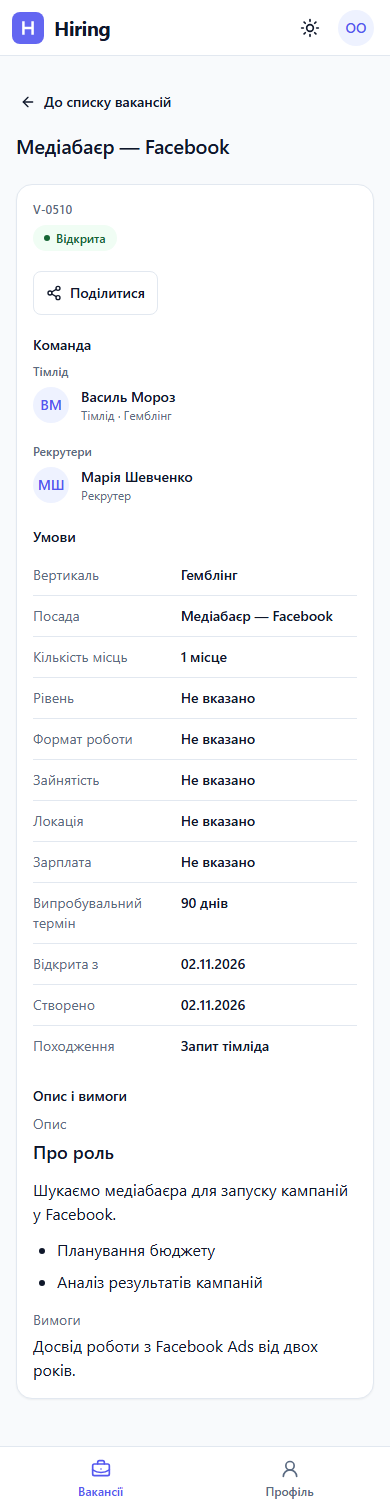 H Hiring
OO
До списку вакансій
Медіабаєр — Facebook
V-0510
Відкрита
Поділитися
Команда
Тімлід
ВМ
Василь Мороз
Тімлід · Гемблінг
Рекрутери
МШ
Марія Шевченко
Рекрутер
Умови
Вертикаль Гемблінг
Посада Медіабаєр — Facebook
Кількість місць 1 місце
Рівень Не вказано
Формат роботи Не вказано
Зайнятість Не вказано
Локація Не вказано
Зарплата Не вказано
Випробувальний 90 днів
термін
Відкрита з 02.11.2026
Створено 02.11.2026
Походження Запит тімліда
Опис і вимоги
Опис
Про роль
Шукаємо медіабаєра для запуску кампаній
у Facebook.
• Планування бюджету
• Аналіз результатів кампаній
Вимоги
Досвід роботи з Facebook Ads від двох
років.
Вакансії Профіль